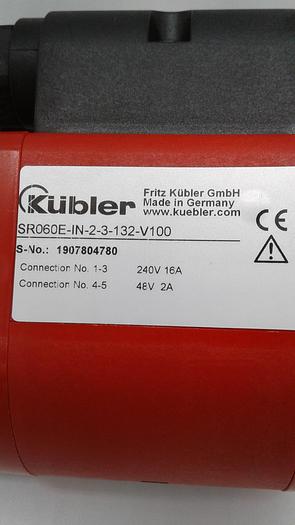 Kübler
Fritz Kübler GmbH
Made in Germany
www.kuebler.com
SR060E-IN-2-3-132-V100
S-No.: 1907804780
Connection No. 1-3 240V 16A
Connection No. 4-5 48V 2A
CE